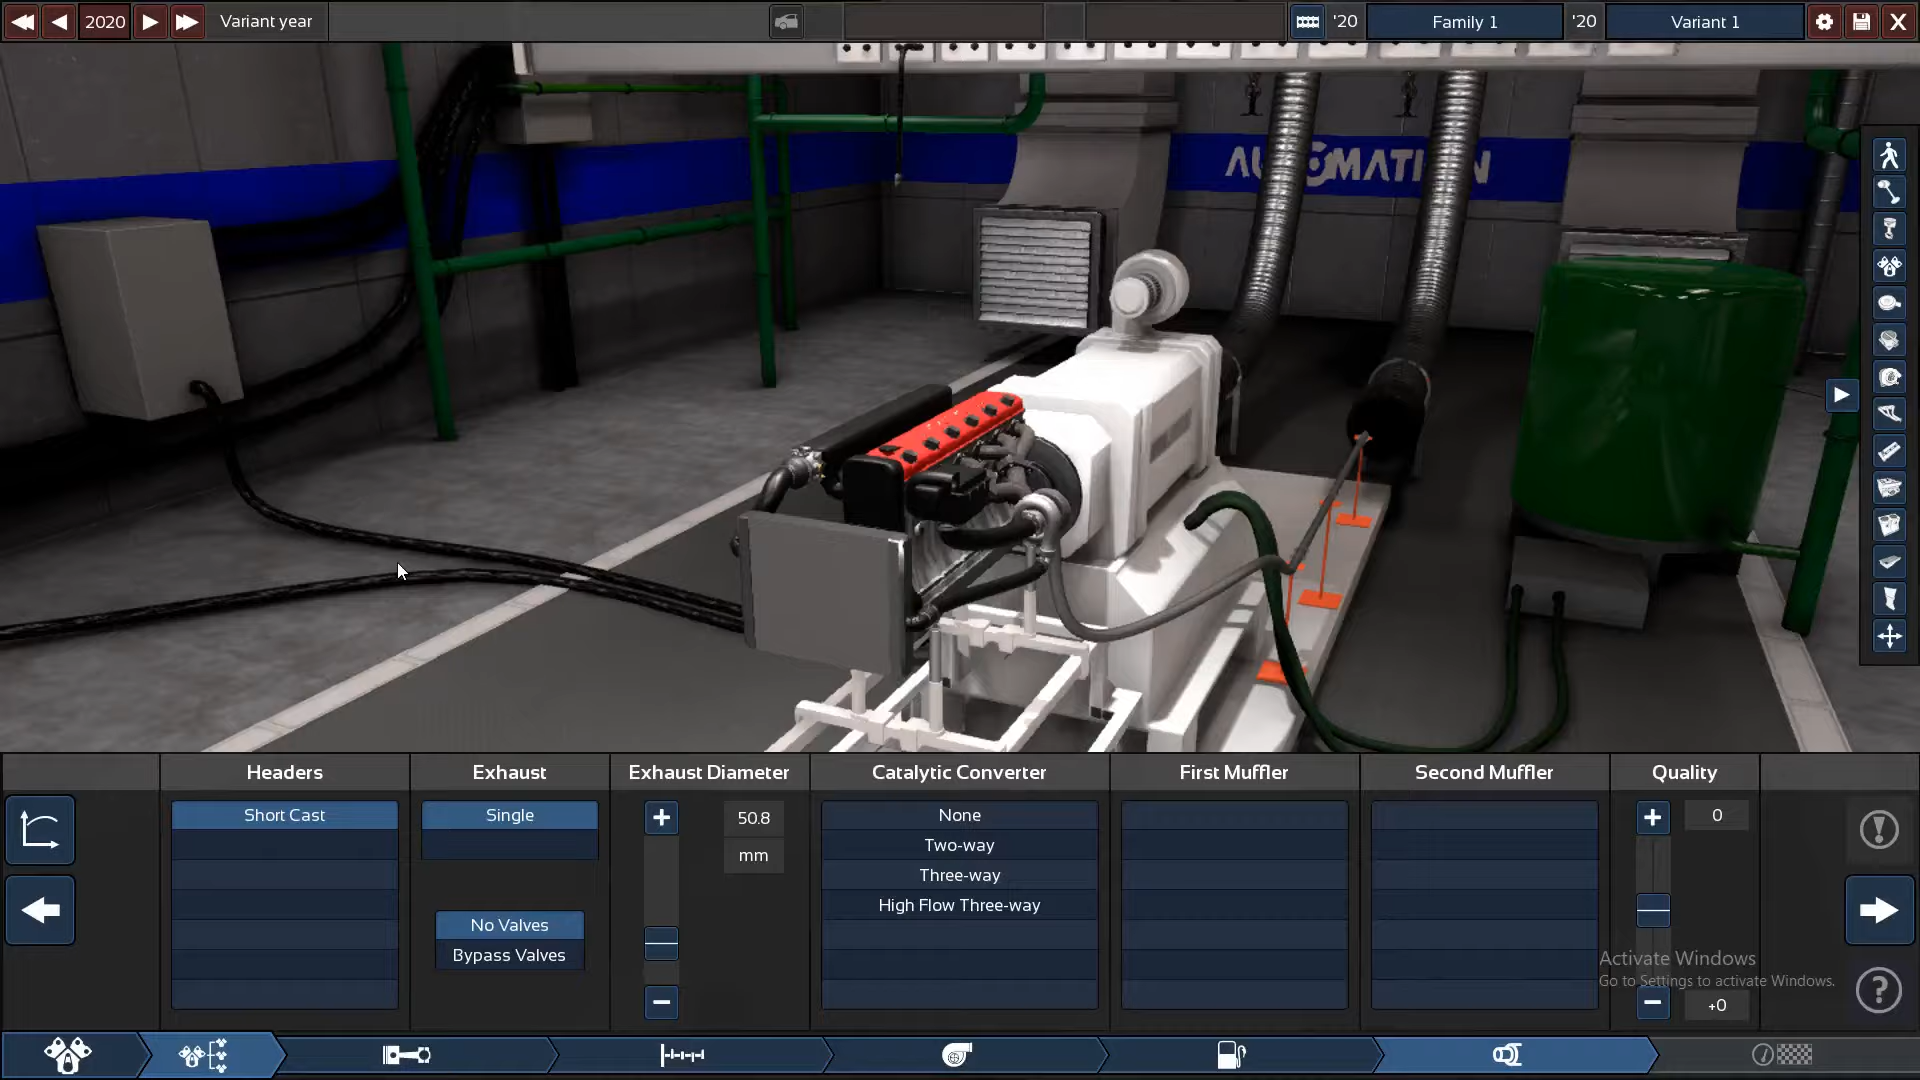 2020
Variant year
'20
Family 1
'20
Variant 1
AUTOMATION
Headers
Exhaust
Exhaust Diameter
Catalytic Converter
First Muffler
Second Muffler
Quality
Short Cast
Single
No Valves
Bypass Valves
50.8
mm
None
Two-way
Three-way
High Flow Three-way
0
+0
Activate Windows
Go to Settings to activate Windows.